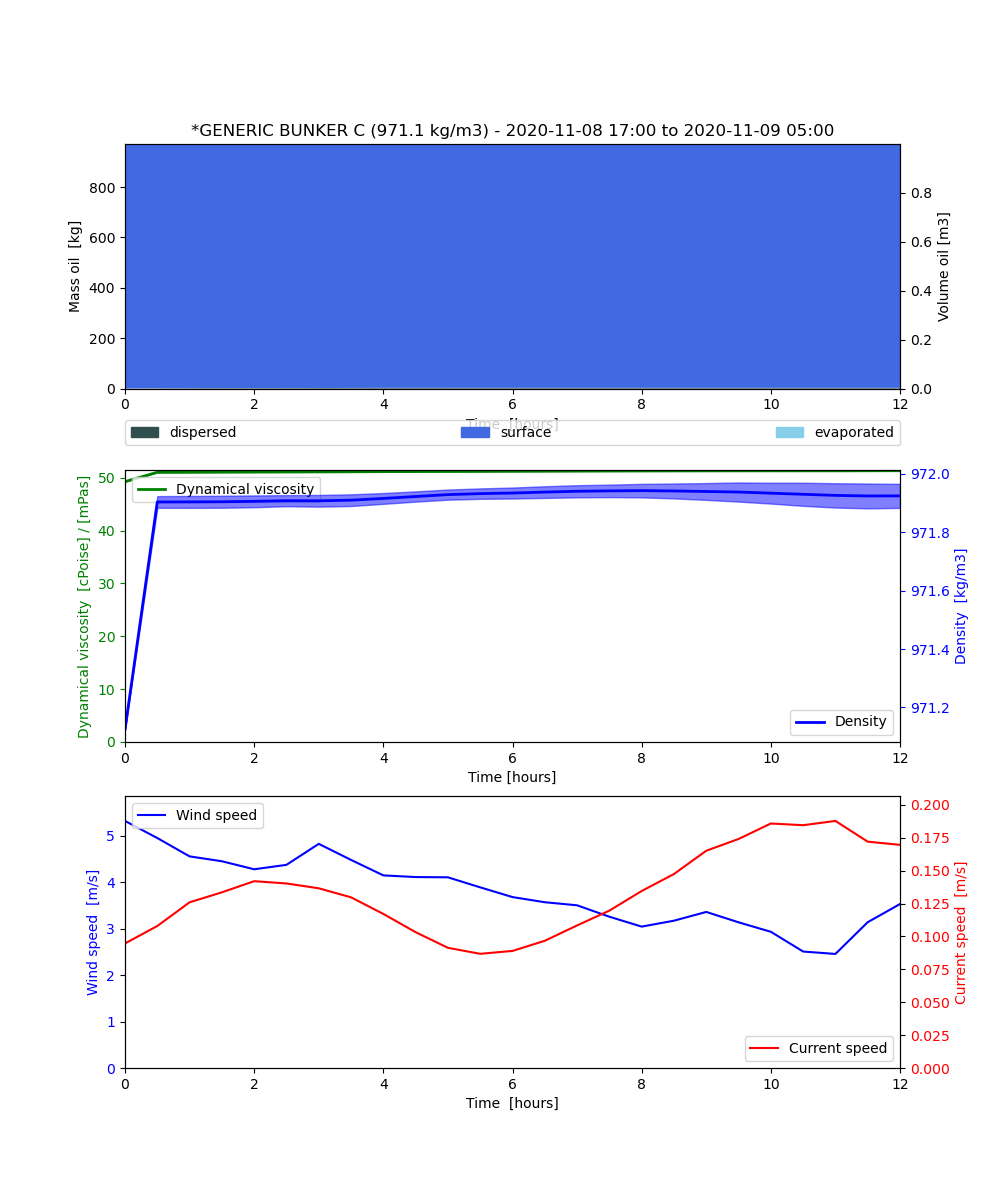 *GENERIC BUNKER C (971.1 kg/m3) - 2020-11-08 17:00 to 2020-11-09 05:00
Mass oil [kg]
800
600
400
200
0
0.8
0.6
0.4
0.2
0.0
Volume oil [m3]
0 2 4 6 8 10 12
Time [hours]
dispersed surface evaporated
Dynamical viscosity [cPoise] / [mPas]
50
40
30
20
10
0
Dynamical viscosity
972.0
971.8
971.6
971.4
971.2
Density [kg/m3]
Density
0 2 4 6 8 10 12
Time [hours]
Wind speed [m/s]
5
4
3
2
1
0
Wind speed
0.200
0.175
0.150
0.125
0.100
0.075
0.050
0.025
0.000
Current speed [m/s]
Current speed
0 2 4 6 8 10 12
Time [hours]